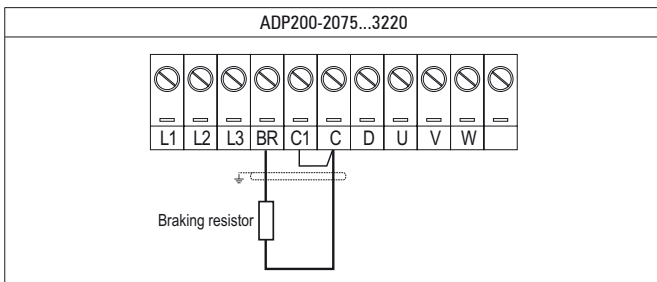 ADP200-2075...3220
L1 L2 L3 BR C1 C D U V W
Braking resistor